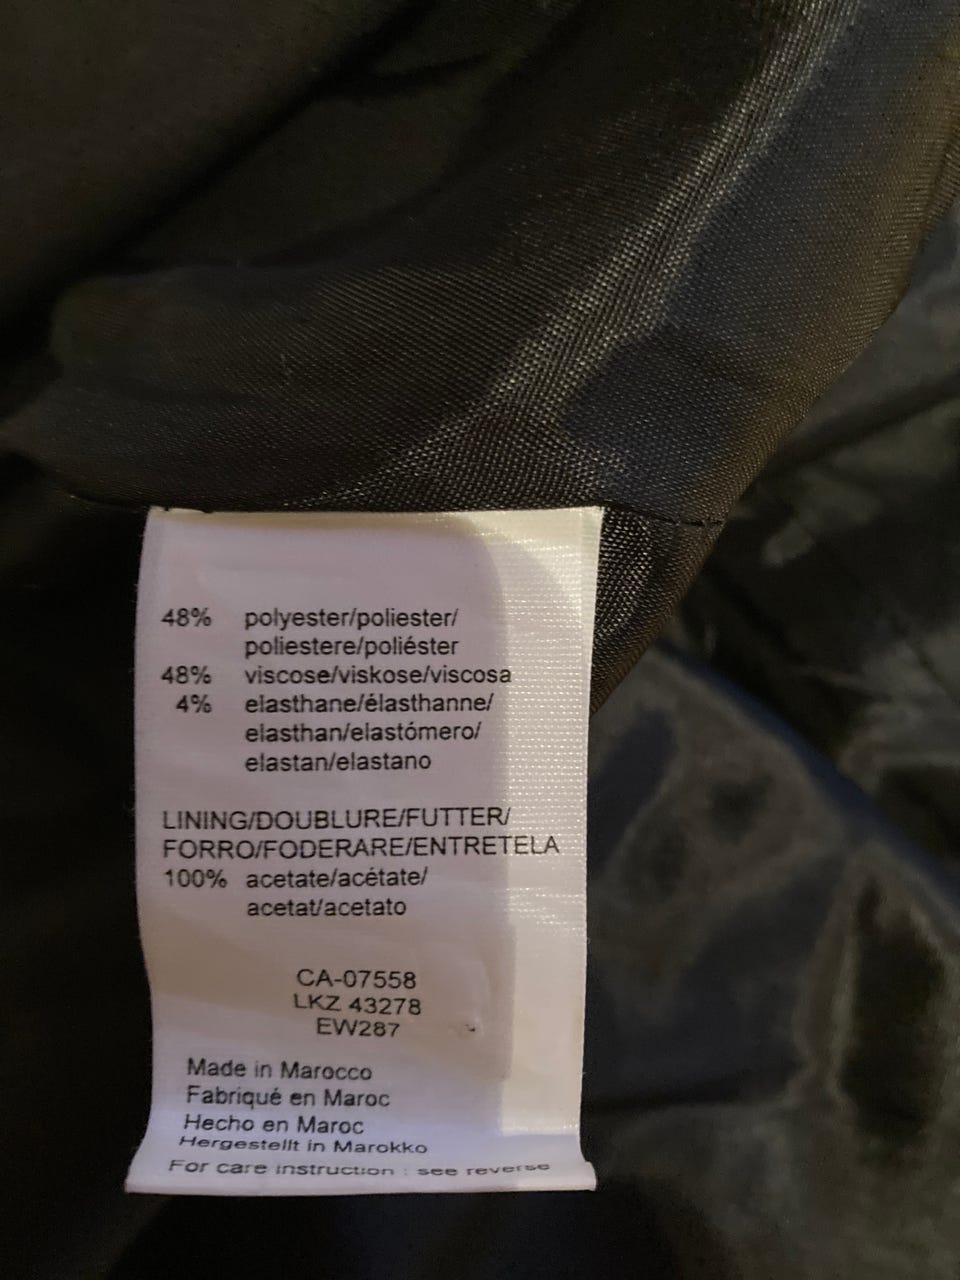 48% polyester/poliester/
poliestere/poliéster
48% viscose/viskose/viscosa
4% elasthane/élasthanne/
elasthan/elastómero/
elastan/elastano
LINING/DOUBLURE/FUTTER/
FORRO/FODERARE/ENTRETELA
100% acetate/acétate/
acetat/acetato
CA-07558
LKZ 43278
EW287
Made in Marocco
Fabriqué en Maroc
Hecho en Maroc
Hergestellt in Marokko
For care instruction : see reverse